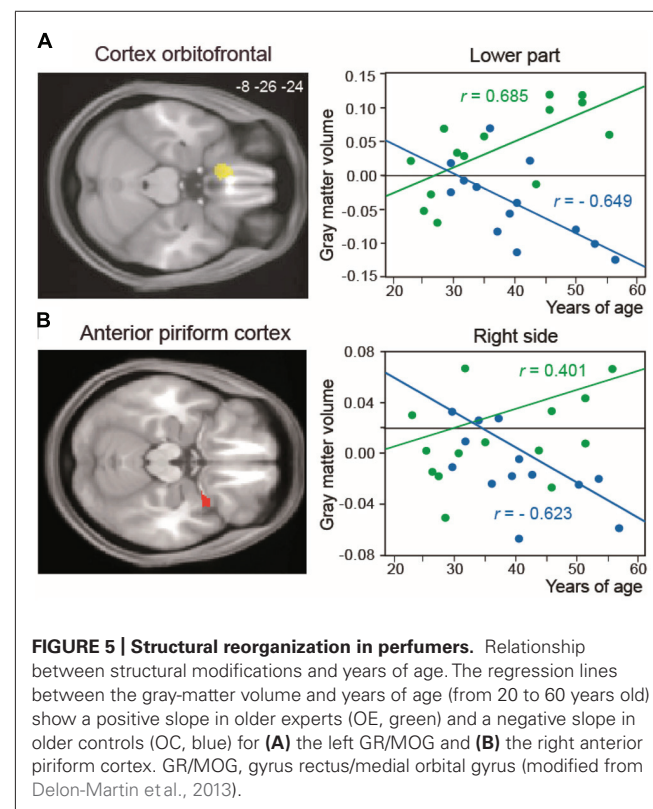 A
Cortex orbitofrontal
-8 -26 -24
Lower part
Gray matter volume
0.15
0.10
0.05
0.00
-0.05
-0.10
-0.15
r = 0.685
r = - 0.649
20 30 40 50 60
Years of age
B
Anterior piriform cortex
Right side
Gray matter volume
0.08
0.04
0.00
-0.04
-0.08
r = 0.401
r = - 0.623
20 30 40 50 60
Years of age
FIGURE 5 | Structural reorganization in perfumers. Relationship
between structural modifications and years of age. The regression lines
between the gray-matter volume and years of age (from 20 to 60 years old)
show a positive slope in older experts (OE, green) and a negative slope in
older controls (OC, blue) for (A) the left GR/MOG and (B) the right anterior
piriform cortex. GR/MOG, gyrus rectus/medial orbital gyrus (modified from
Delon-Martin et al., 2013).